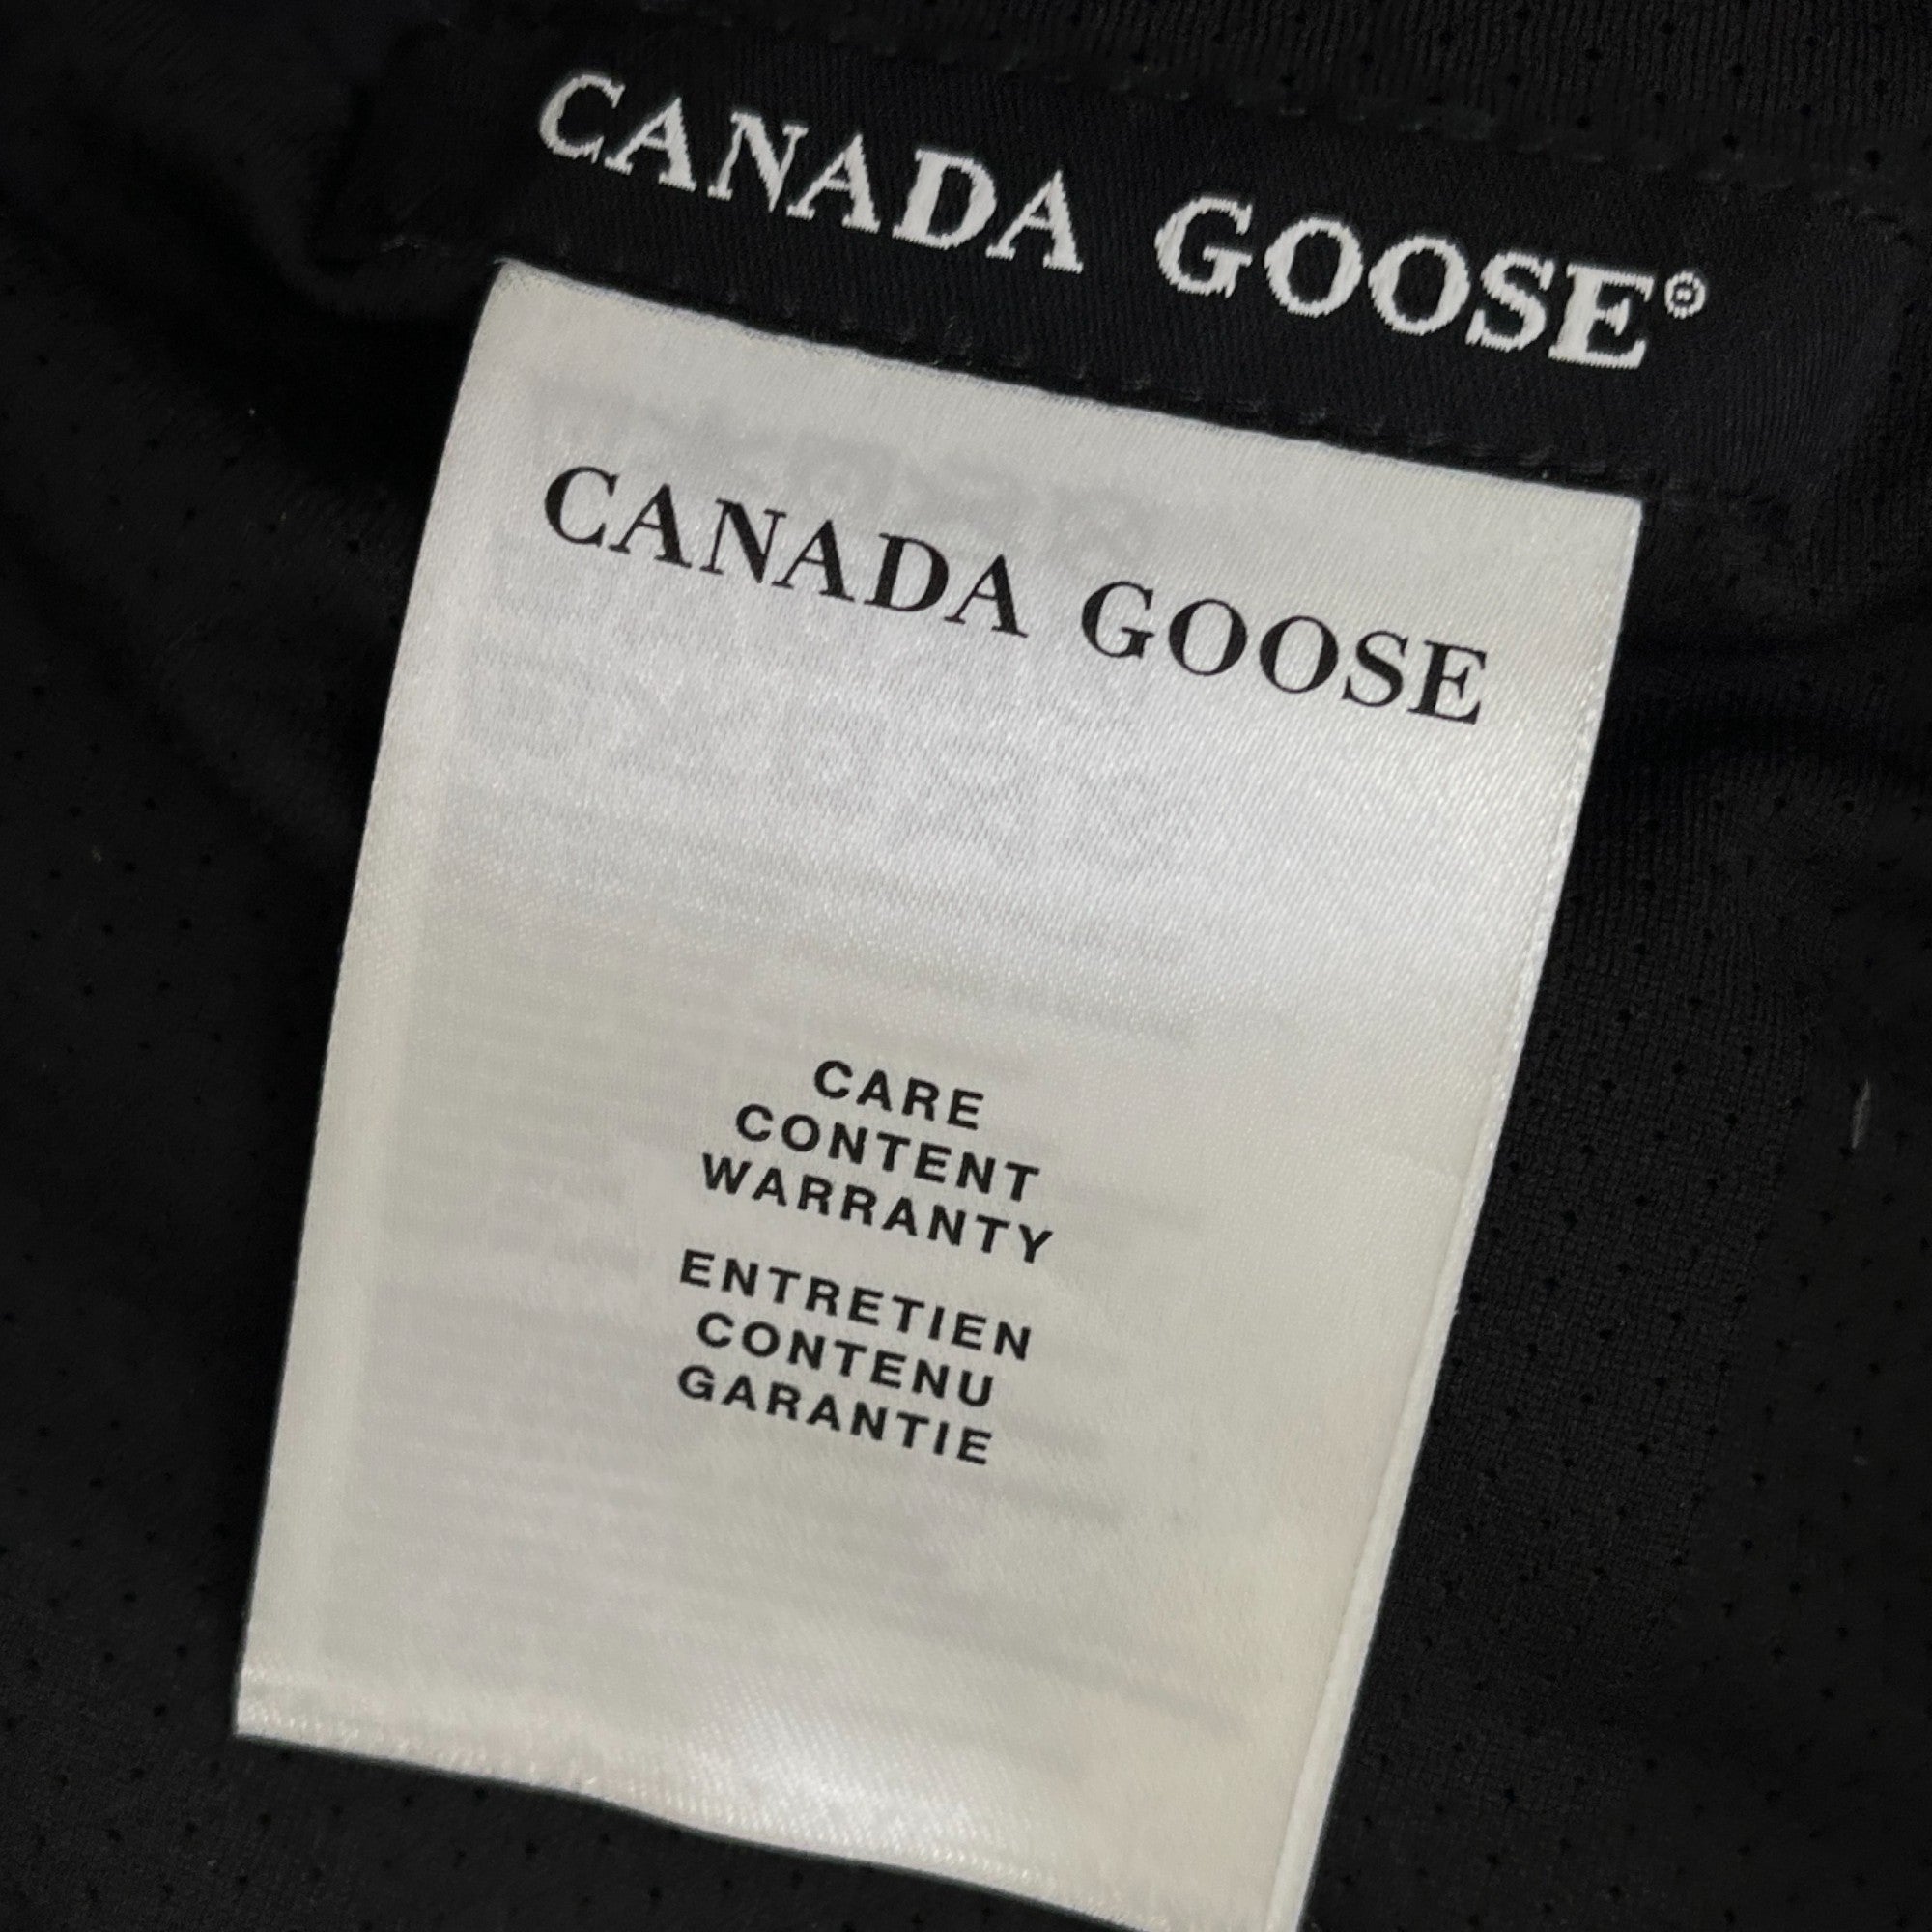 CANADA GOOSE®
CANADA GOOSE
CARE
CONTENT
WARRANTY
ENTRETIEN
CONTENU
GARANTIE